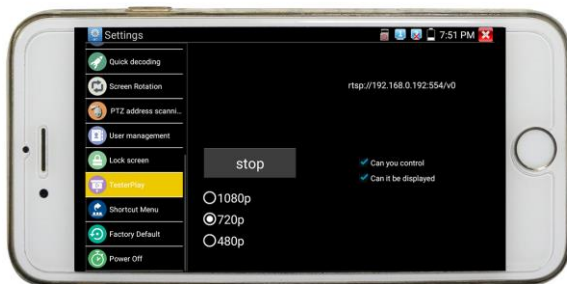 Settings
7:51 PM
Quick decoding
Screen Rotation
PTZ address scanni...
User management
Lock screen
TesterPlay
Shortcut Menu
Factory Default
Power Off
rtsp://192.168.0.192:554/v0
stop
Can you control
Can it be displayed
1080p
720p
480p